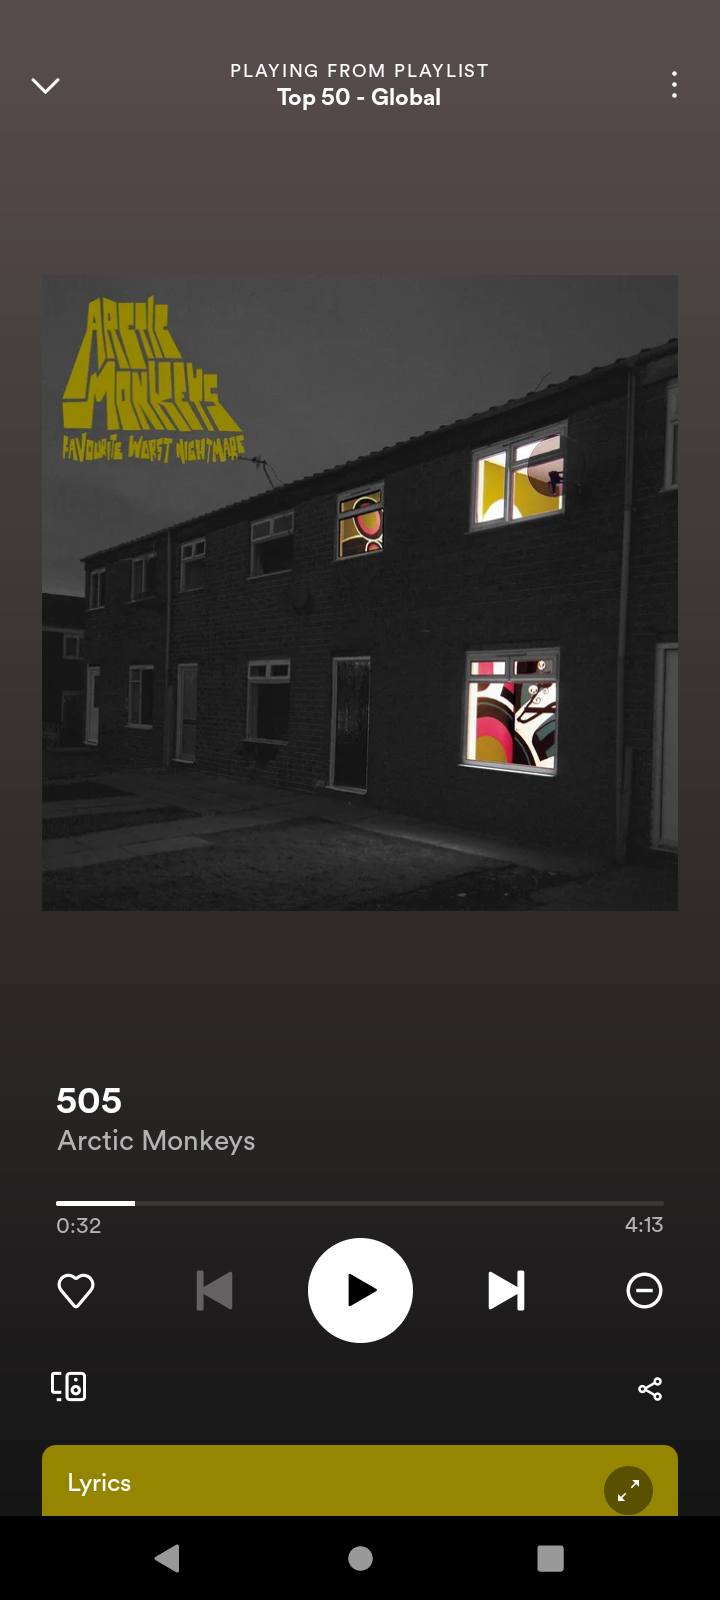 PLAYING FROM PLAYLIST
Top 50 - Global
ARCTIC
MONKEYS
FAVOURITE WORST NIGHTMARE
505
Arctic Monkeys
0:32
4:13
Lyrics